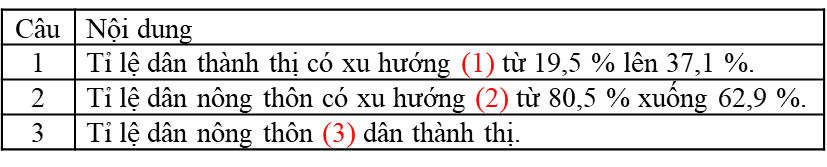 Câu Nội dung
1 Tỉ lệ dân thành thị có xu hướng (1) từ 19,5 % lên 37,1 %.
2 Tỉ lệ dân nông thôn có xu hướng (2) từ 80,5 % xuống 62,9 %.
3 Tỉ lệ dân nông thôn (3) dân thành thị.